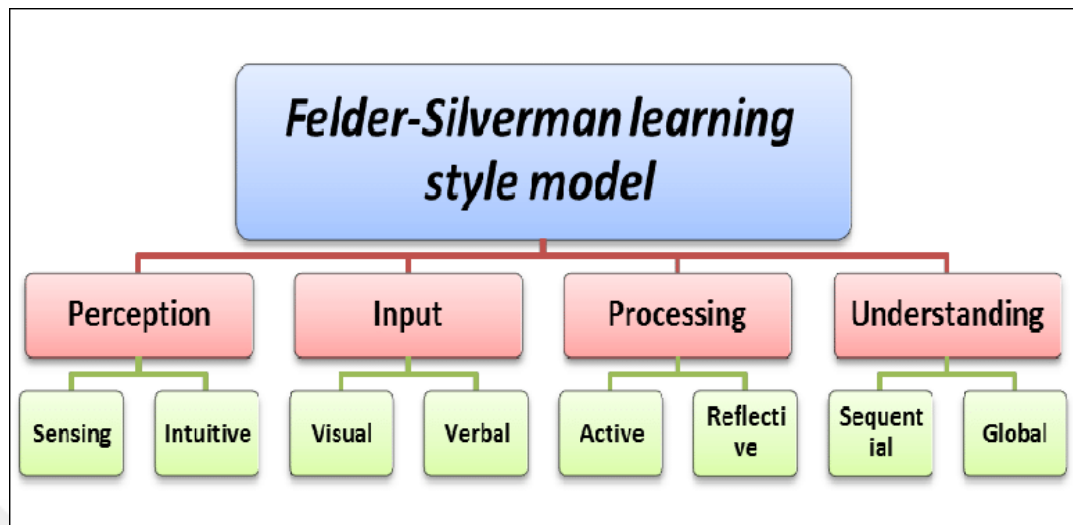 Felder-Silverman learning
style model
Perception
Input
Processing
Understanding
Sensing
Intuitive
Visual
Verbal
Active
Reflecti
ve
Sequent
ial
Global